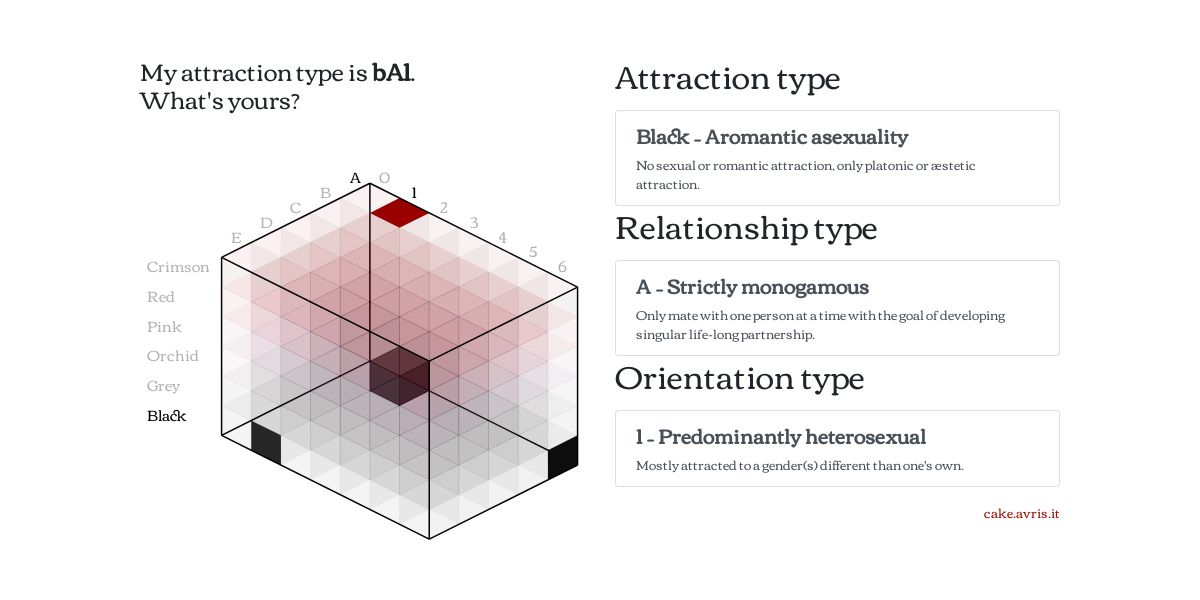 My attraction type is bA1.
What's yours?
A
O
B
1
C
2
D
3
E
4
5
6
Crimson
Red
Pink
Orchid
Grey
Black
Attraction type
Black - Aromantic asexuality
No sexual or romantic attraction, only platonic or æstetic
attraction.
Relationship type
A - Strictly monogamous
Only mate with one person at a time with the goal of developing
singular life-long partnership.
Orientation type
1 - Predominantly heterosexual
Mostly attracted to a gender(s) different than one's own.
cake.avris.it